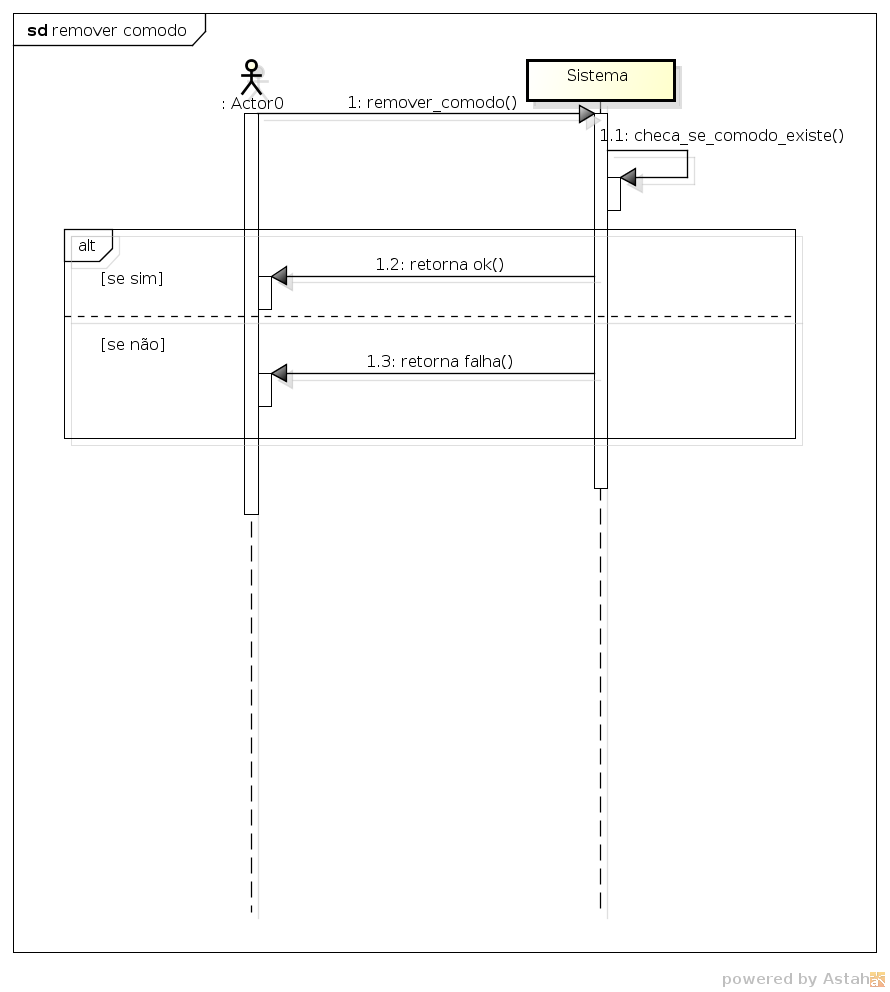 sd remover comodo
Sistema
: Actor0
1: remover_comodo()
1.1: checa_se_comodo_existe()
alt
1.2: retorna ok()
[se sim]
[se não]
1.3: retorna falha()
powered by Astah